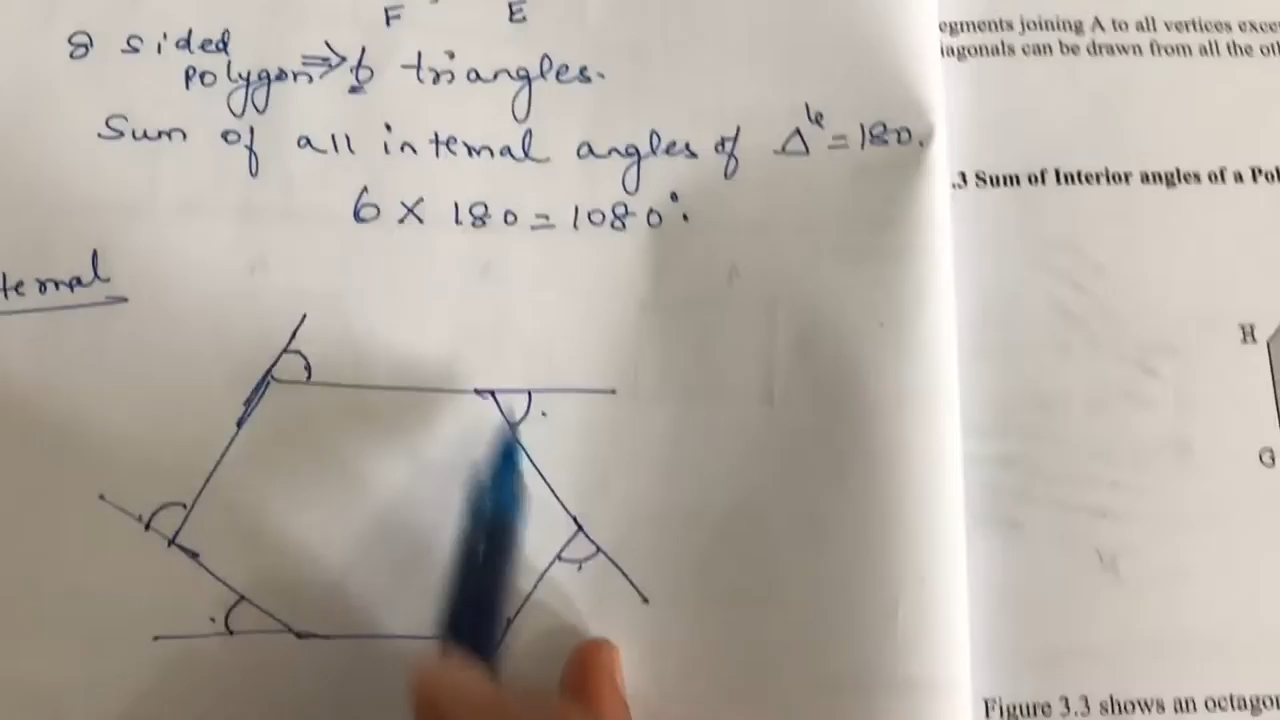 F E
8 sided
polygon ⇒ 6 triangles.
Sum of all internal angles of Δle = 180.
6 × 180 = 1080°.
ternal
egments joining A to all vertices exce
iagonals can be drawn from all the ot
.3 Sum of Interior angles of a Pol
H
G
Figure 3.3 shows an octagon